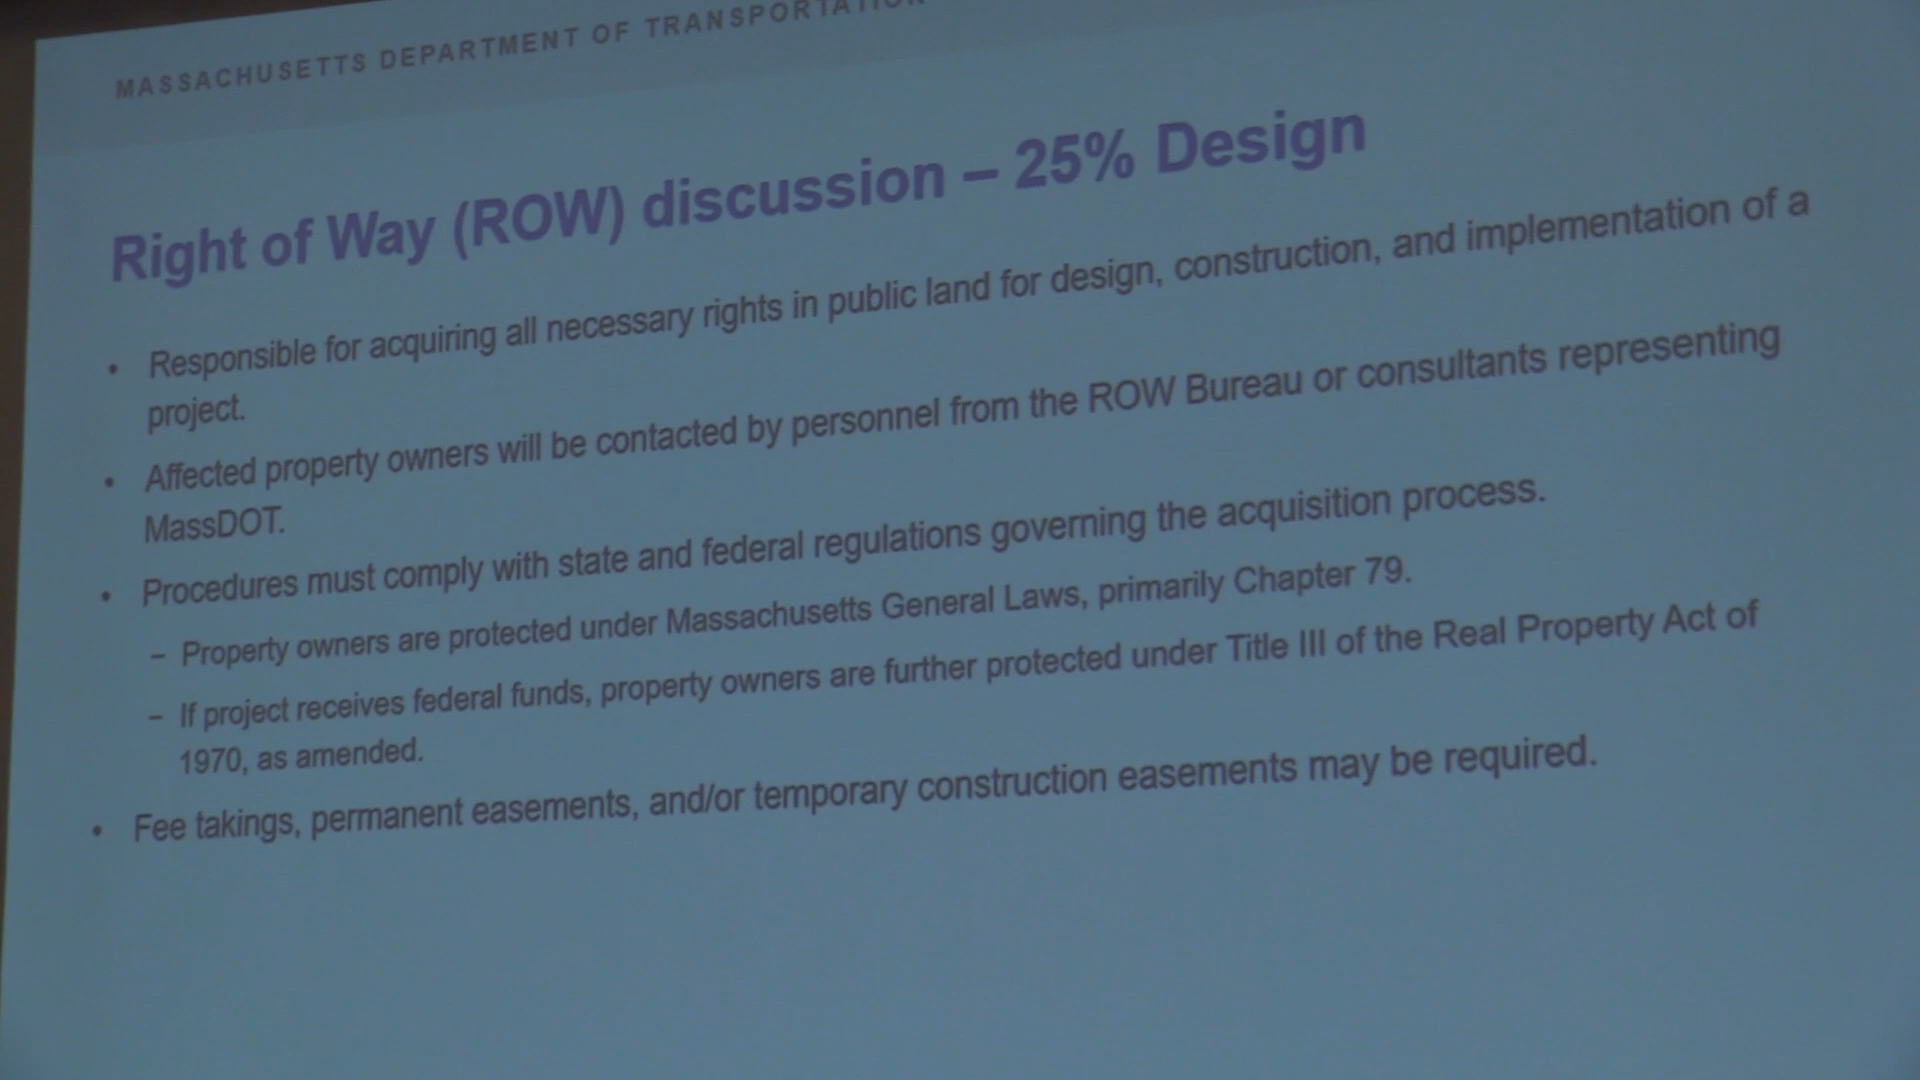 MASSACHUSETTS DEPARTMENT OF TRANSPORTATION
Right of Way (ROW) discussion – 25% Design
• Responsible for acquiring all necessary rights in public land for design, construction, and implementation of a
project.
• Affected property owners will be contacted by personnel from the ROW Bureau or consultants representing
MassDOT.
• Procedures must comply with state and federal regulations governing the acquisition process.
– Property owners are protected under Massachusetts General Laws, primarily Chapter 79.
– If project receives federal funds, property owners are further protected under Title III of the Real Property Act of
1970, as amended.
• Fee takings, permanent easements, and/or temporary construction easements may be required.